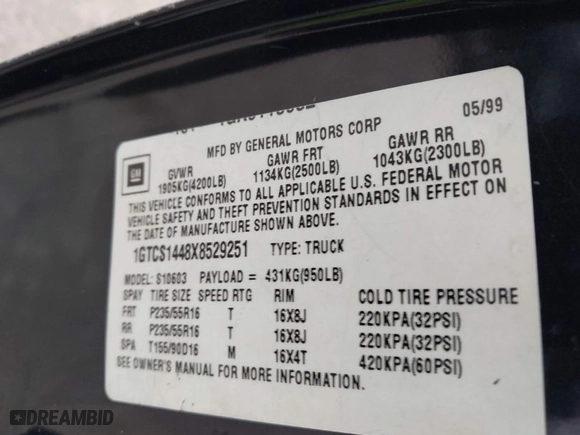 05/99
MFD BY GENERAL MOTORS CORP
GM
GVWR GAWR FRT GAWR RR
1905KG(4200LB) 1134KG(2500LB) 1043KG(2300LB)
THIS VEHICLE CONFORMS TO ALL APPLICABLE U.S. FEDERAL MOTOR
VEHICLE SAFETY AND THEFT PREVENTION STANDARDS IN EFFECT ON
THE DATE OF MANUFACTURE SHOWN ABOVE.
1GTCS1448X8529251 TYPE: TRUCK
MODEL: S10603 PAYLOAD = 431KG(950LB)
SPAY TIRE SIZE SPEED RTG RIM COLD TIRE PRESSURE
FRT P235/55R16 T 16X8J 220KPA(32PSI)
RR P235/55R16 T 16X8J 220KPA(32PSI)
SPA T155/90D16 M 16X4T 420KPA(60PSI)
SEE OWNER'S MANUAL FOR MORE INFORMATION.
DREAMBID